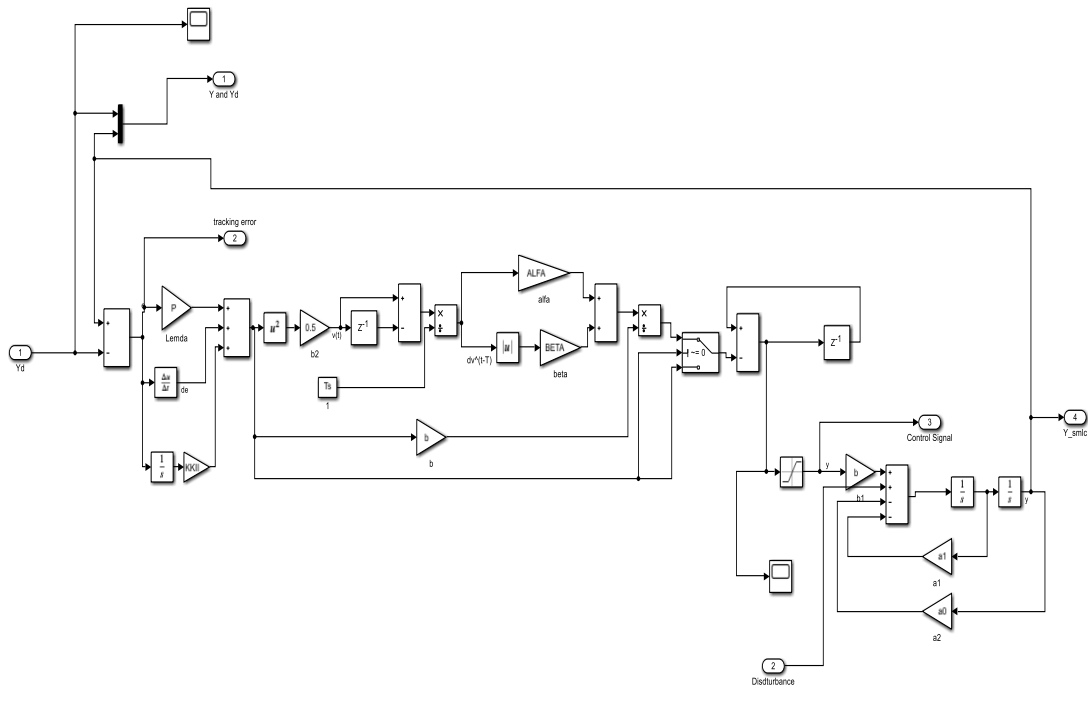 1
Y and Yd
tracking error
2
P
Lemda
+
-
+
+
+
1
Yd
Δu
Δt
de
1
s
KKII
u²
0.5
b2
v(t)
Z⁻¹
+
-
×
÷
Ts
1
ALFA
alfa
|u|
dv^(t-T)
BETA
beta
+
+
×
÷
~= 0
+
-
Z⁻¹
b
b
3
Control Signal
4
Y_smlc
y
b
b1
+
+
-
-
1
s
1
s
y
a1
a1
a0
a2
2
Disdturbance